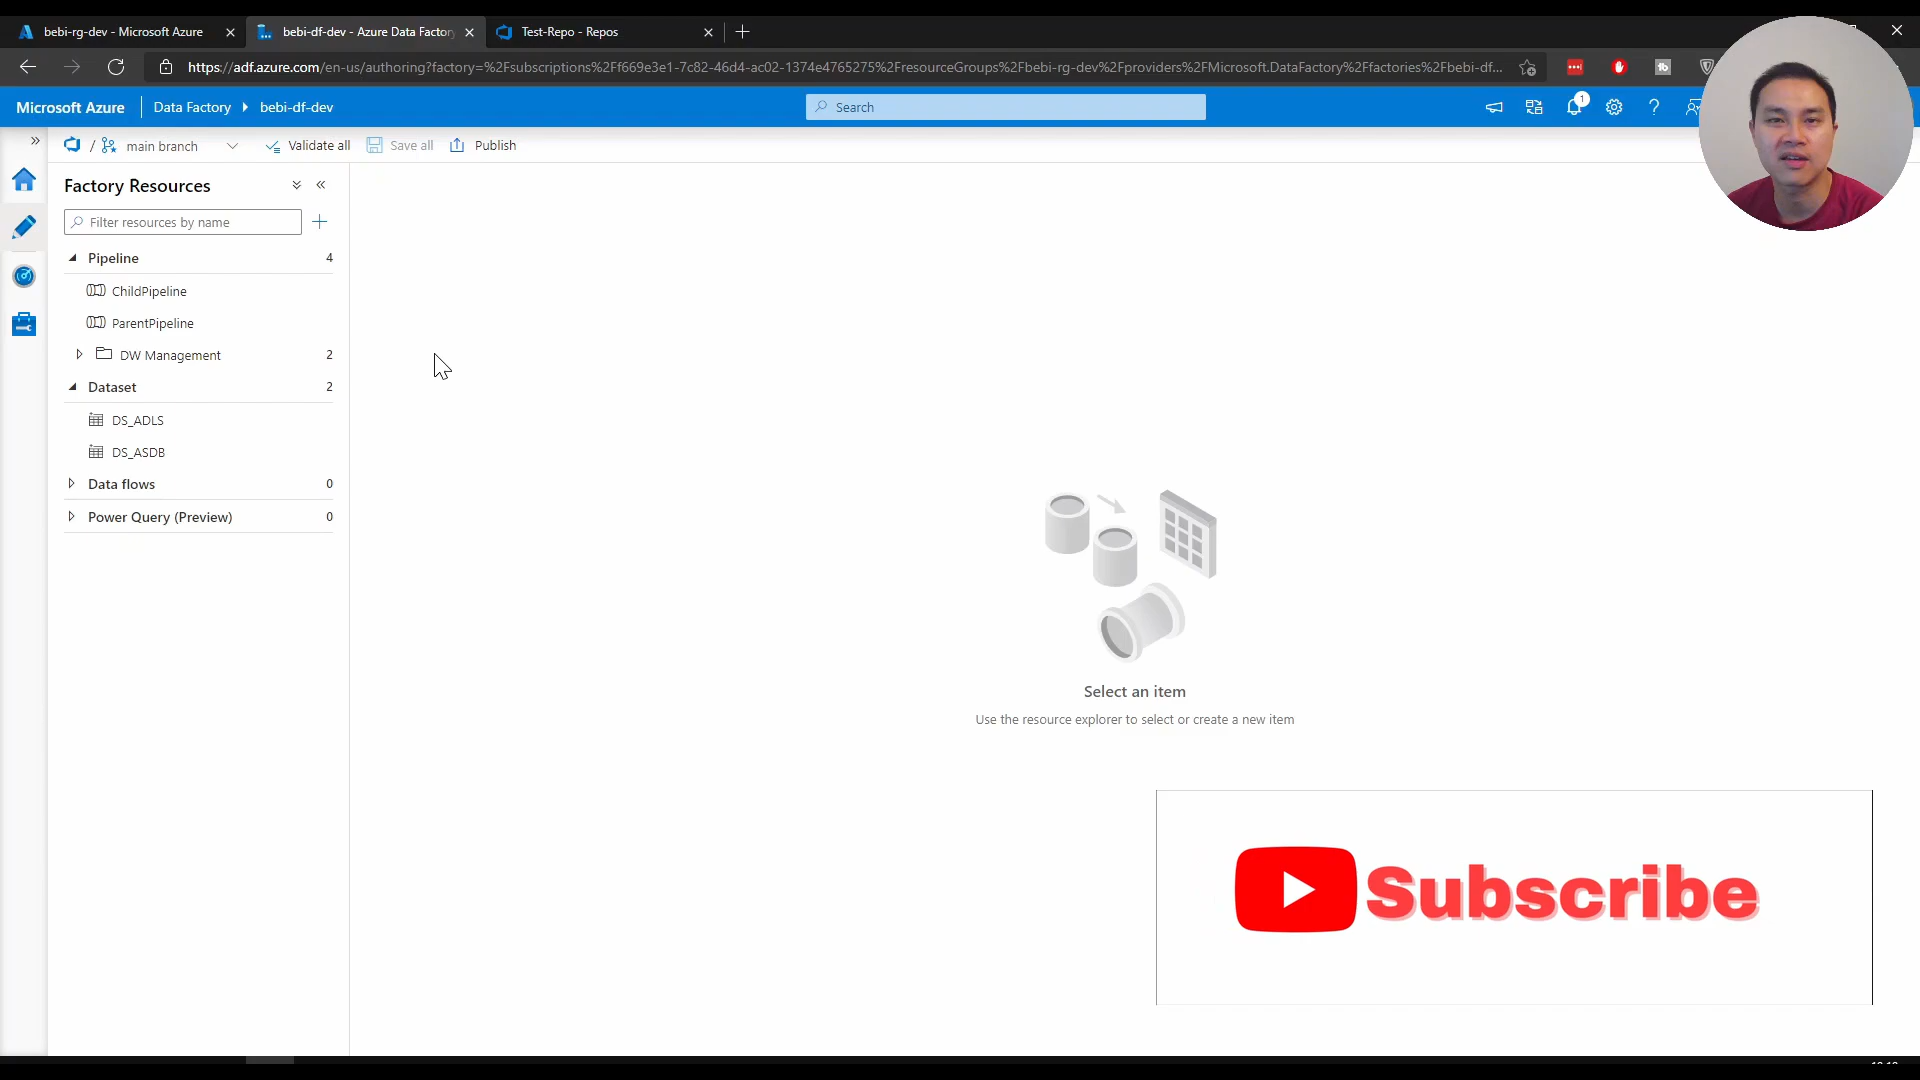 bebi-rg-dev - Microsoft Azure
bebi-df-dev - Azure Data Factory
Test-Repo - Repos
https://adf.azure.com/en-us/authoring?factory=%2Fsubscriptions%2Ff669e3e1-7c82-46d4-ac02-1374e4765275%2FresourceGroups%2Fbebi-rg-dev%2Fproviders%2FMicrosoft.DataFactory%2Ffactories%2Fbebi-df...
Microsoft Azure
Data Factory
bebi-df-dev
Search
1
/ main branch
Validate all
Save all
Publish
Factory Resources
Filter resources by name
Pipeline 4
ChildPipeline
ParentPipeline
DW Management 2
Dataset 2
DS_ADLS
DS_ASDB
Data flows 0
Power Query (Preview) 0
Select an item
Use the resource explorer to select or create a new item
Subscribe